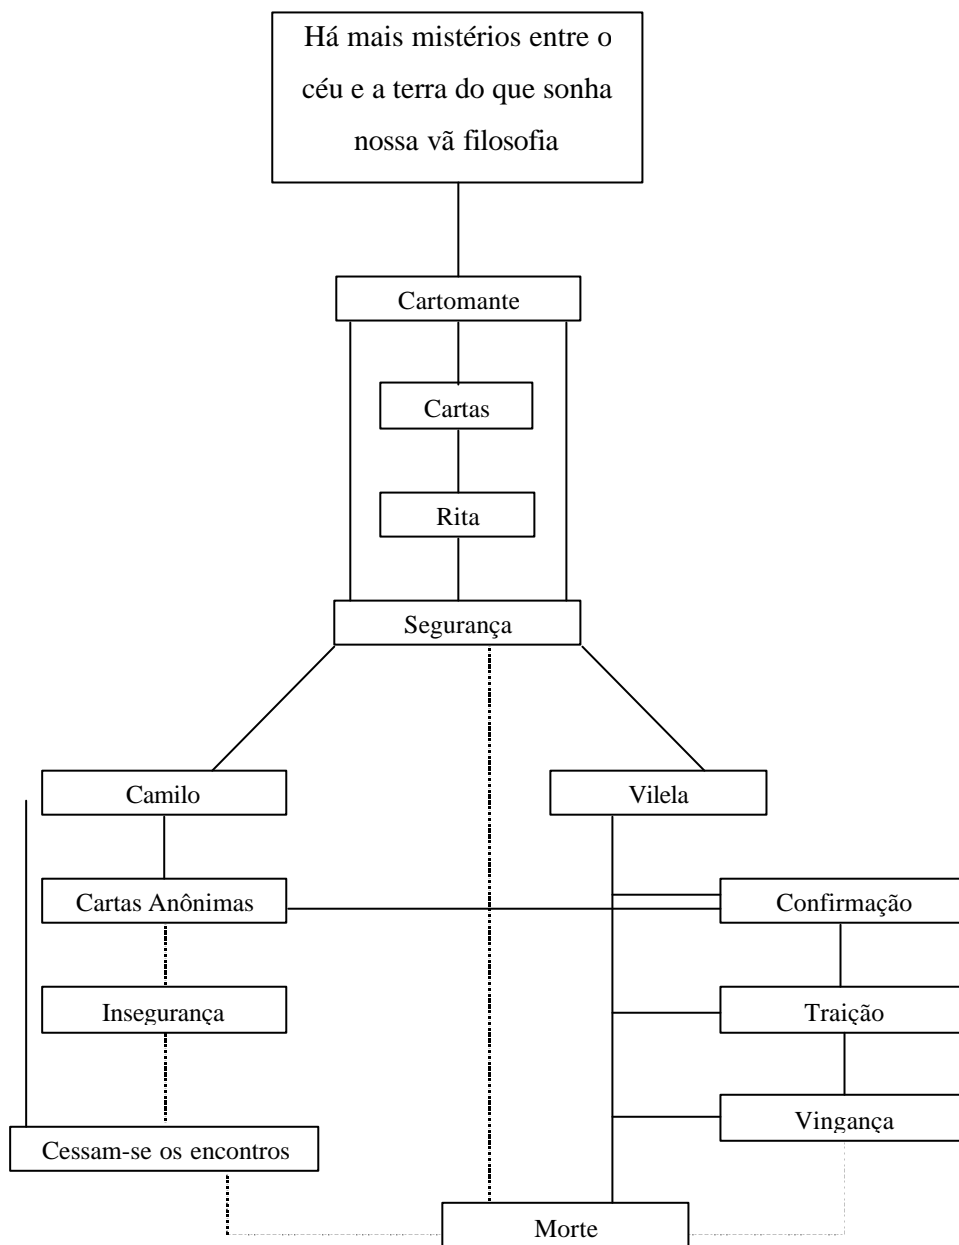 Há mais mistérios entre o
céu e a terra do que sonha
nossa vã filosofia
Cartomante
Cartas
Rita
Segurança
Camilo
Vilela
Cartas Anônimas
Confirmação
Insegurança
Traição
Vingança
Cessam-se os encontros
Morte